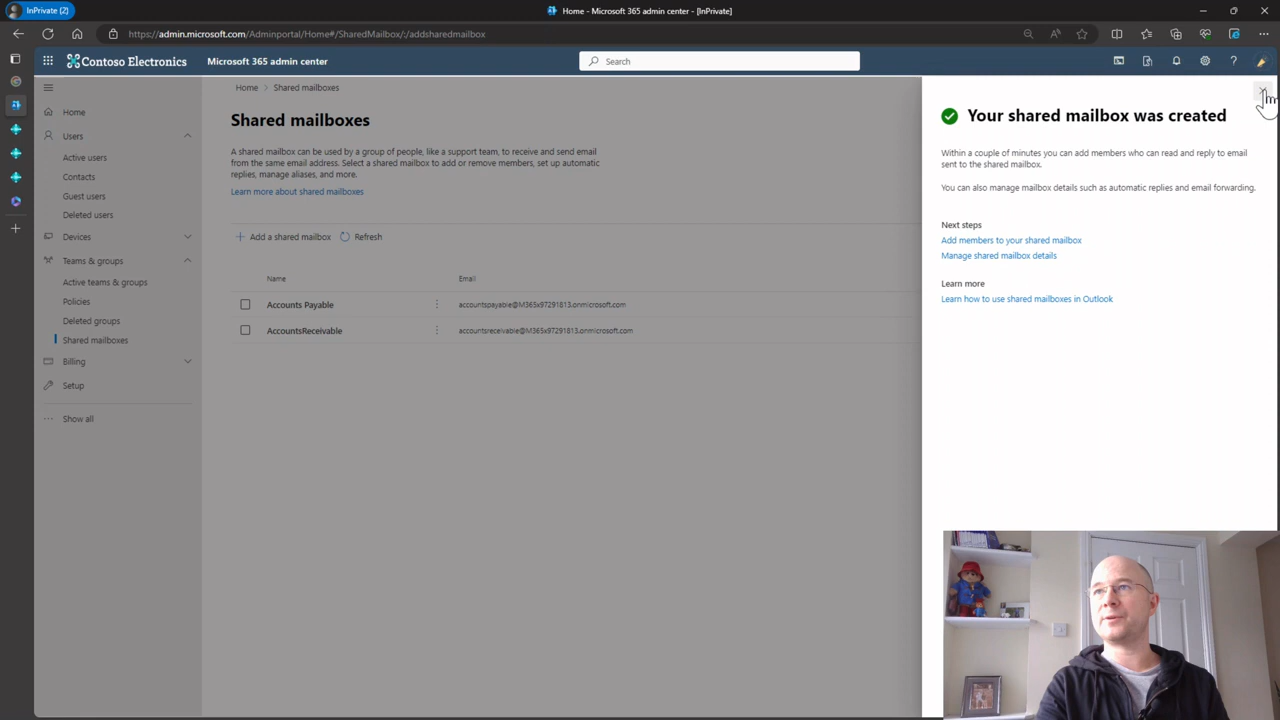 InPrivate (2)
Home - Microsoft 365 admin center - [InPrivate]
https://admin.microsoft.com/Adminportal/Home#/SharedMailbox/:/addsharedmailbox
Contoso Electronics
Microsoft 365 admin center
Search
Home
Users
Active users
Contacts
Guest users
Deleted users
Devices
Teams & groups
Active teams & groups
Policies
Deleted groups
Shared mailboxes
Billing
Setup
Show all
Home > Shared mailboxes
Shared mailboxes
A shared mailbox can be used by a group of people, like a support team, to receive and send email
from the same email address. Select a shared mailbox to add or remove members, set up automatic
replies, manage aliases, and more.
Learn more about shared mailboxes
Add a shared mailbox
Refresh
Name
Email
Accounts Payable
accountspayable@M365x97291813.onmicrosoft.com
AccountsReceivable
accountsreceivable@M365x97291813.onmicrosoft.com
Your shared mailbox was created
Within a couple of minutes you can add members who can read and reply to email
sent to the shared mailbox.
You can also manage mailbox details such as automatic replies and email forwarding.
Next steps
Add members to your shared mailbox
Manage shared mailbox details
Learn more
Learn how to use shared mailboxes in Outlook